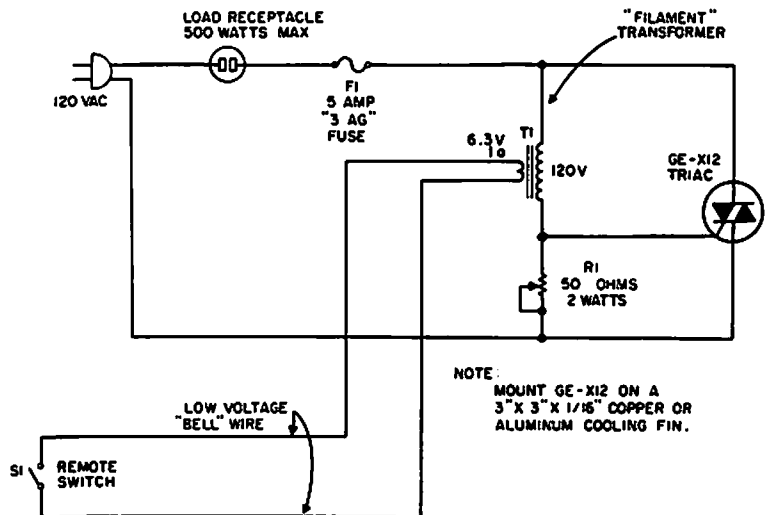 LOAD RECEPTACLE
500 WATTS MAX
"FILAMENT"
TRANSFORMER
120 VAC
F1
5 AMP
"3 AG"
FUSE
6.3V
1a
T1
120V
GE-X12
TRIAC
R1
50 OHMS
2 WATTS
NOTE:
MOUNT GE-X12 ON A
3"X 3"X 1/16" COPPER OR
ALUMINUM COOLING FIN.
LOW VOLTAGE
"BELL" WIRE
S1
REMOTE
SWITCH